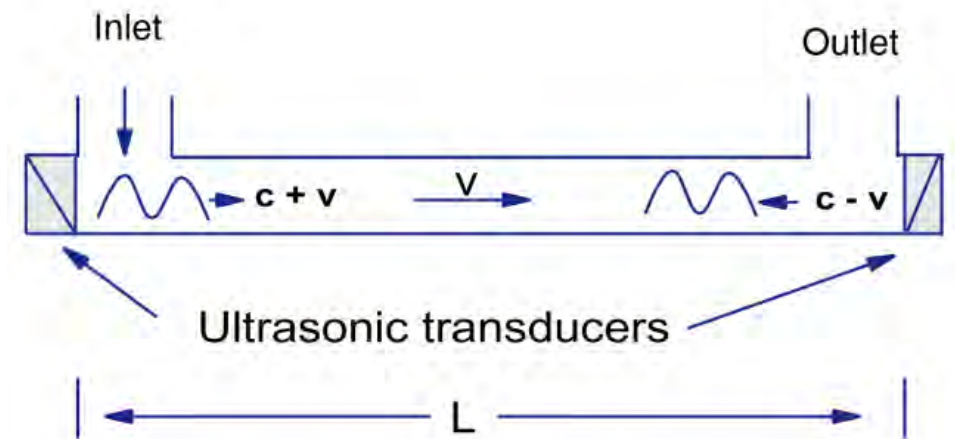 Inlet
Outlet
c + v
V
c - v
Ultrasonic transducers
L